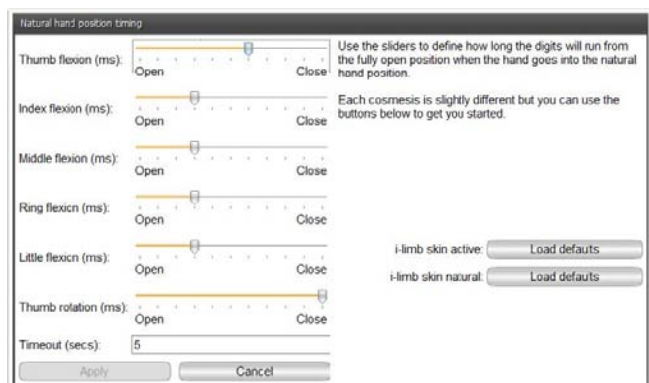 Natural hand position timing
Thumb flexion (ms):
Open Close
Index flexion (ms):
Open Close
Middle flexion (ms):
Open Close
Ring flexion (ms):
Open Close
Little flexion (ms):
Open Close
Thumb rotation (ms):
Open Close
Timeout (secs): 5
Apply Cancel
Use the sliders to define how long the digits will run from
the fully open position when the hand goes into the natural
hand position.
Each cosmesis is slightly different but you can use the
buttons below to get you started.
i-limb skin active: Load defauts
i-limb skin natural: Load defauts